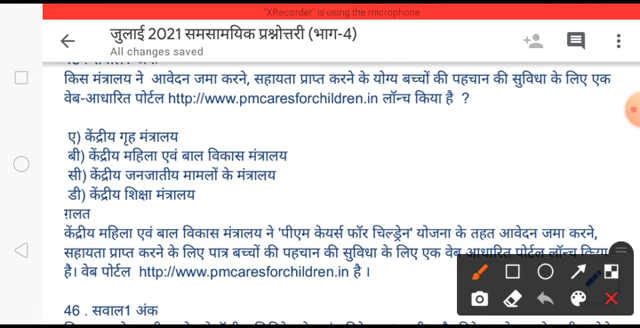 "XRecorder" is using the microphone
जुलाई 2021 समसामयिक प्रश्नोत्तरी (भाग-4)
All changes saved
किस मंत्रालय ने आवेदन जमा करने, सहायता प्राप्त करने के योग्य बच्चों की पहचान की सुविधा के लिए एक
वेब-आधारित पोर्टल http://www.pmcaresforchildren.in लॉन्च किया है ?
ए) केंद्रीय गृह मंत्रालय
बी) केंद्रीय महिला एवं बाल विकास मंत्रालय
सी) केंद्रीय जनजातीय मामलों के मंत्रालय
डी) केंद्रीय शिक्षा मंत्रालय
ग़लत
केंद्रीय महिला एवं बाल विकास मंत्रालय ने 'पीएम केयर्स फॉर चिल्ड्रेन' योजना के तहत आवेदन जमा करने,
सहायता प्राप्त करने के लिए पात्र बच्चों की पहचान की सुविधा के लिए एक वेब आधारित पोर्टल लॉन्च किया
है। वेब पोर्टल http://www.pmcaresforchildren.in है ।
46 . सवाल1 अंक